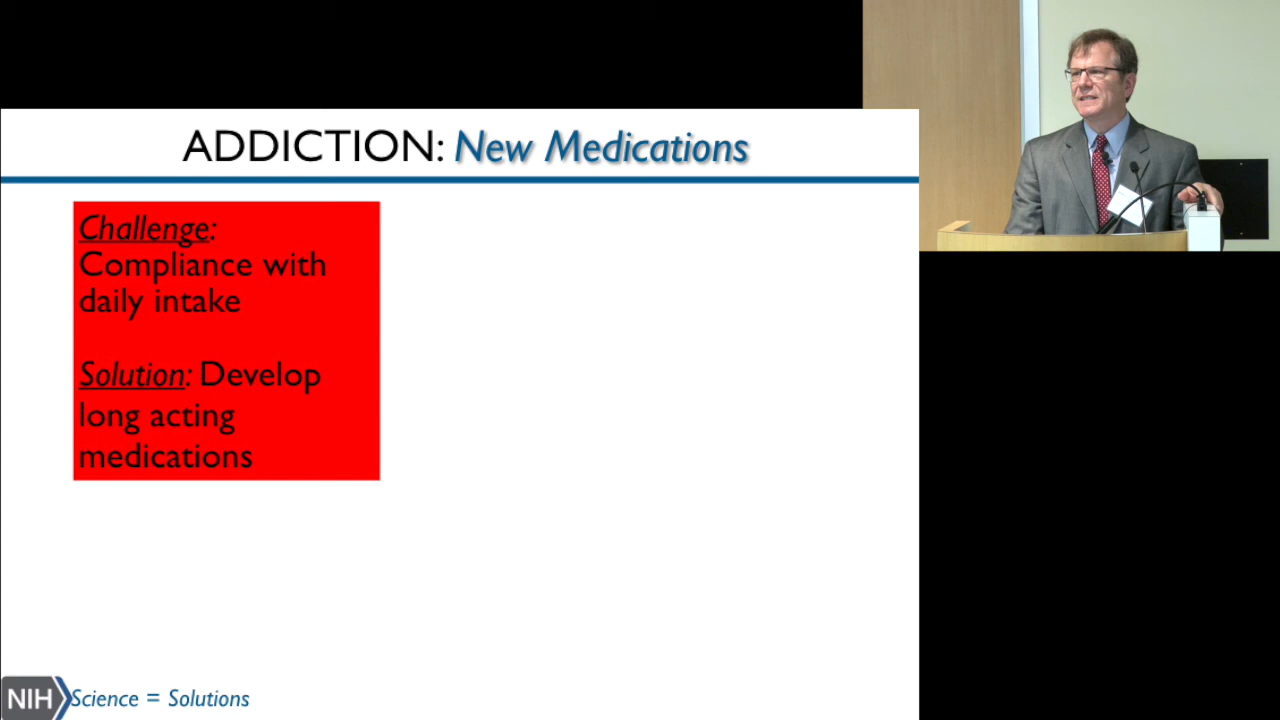 ADDICTION: New Medications
Challenge:
Compliance with
daily intake
Solution: Develop
long acting
medications
NIH Science = Solutions